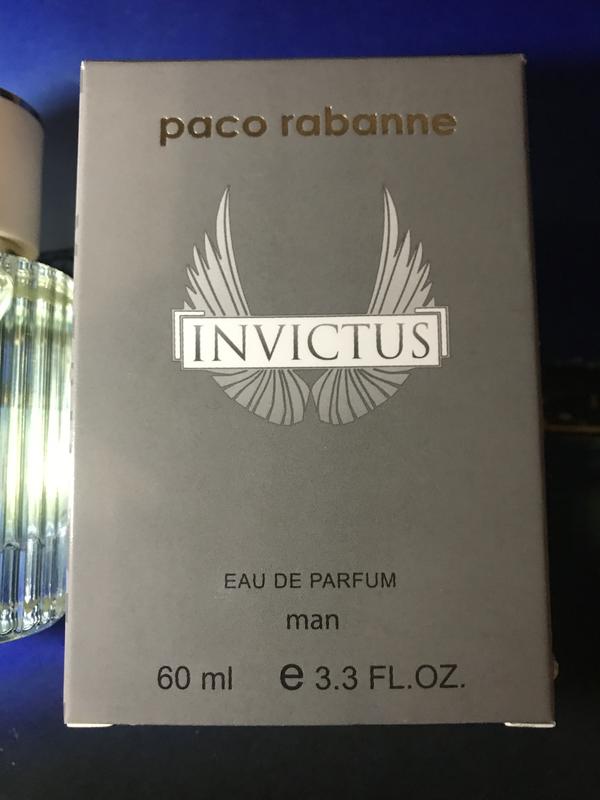 paco rabanne
INVICTUS
EAU DE PARFUM
man
60 ml e 3.3 FL.OZ.